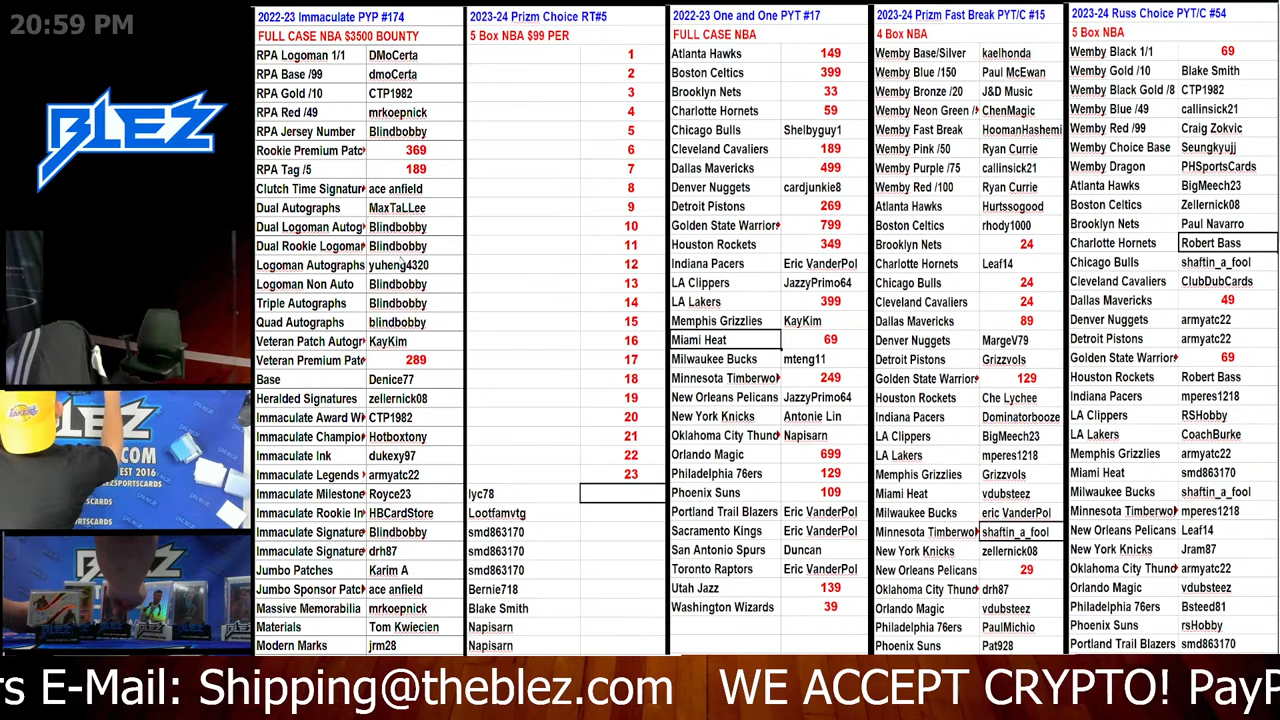 20:59 PM
BLEZ
2022-23 Immaculate PYP #174
FULL CASE NBA $3500 BOUNTY
RPA Logoman 1/1 DMoCerta
RPA Base /99 dmoCerta
RPA Gold /10 CTP1982
RPA Red /49 mrkoepnick
RPA Jersey Number Blindbobby
Rookie Premium Patc 369
RPA Tag /5 189
Clutch Time Signatur ace anfield
Dual Autographs MaxTaLLee
Dual Logoman Autog Blindbobby
Dual Rookie Logomar Blindbobby
Logoman Autographs yuheng4320
Logoman Non Auto Blindbobby
Triple Autographs Blindbobby
Quad Autographs blindbobby
Veteran Patch Autogr KayKim
Veteran Premium Pat 289
Base Denice77
Heralded Signatures zellernick08
Immaculate Award Wi CTP1982
Immaculate Champio Hotboxtony
Immaculate Ink dukexy97
Immaculate Legends armyatc22
Immaculate Milestone Royce23
Immaculate Rookie In HBCardStore
Immaculate Signature Blindbobby
Immaculate Signature drh87
Jumbo Patches Karim A
Jumbo Sponsor Patc ace anfield
Massive Memorabilia mrkoepnick
Materials Tom Kwiecien
Modern Marks jrm28
2023-24 Prizm Choice RT#5
5 Box NBA $99 PER
1
2
3
4
5
6
7
8
9
10
11
12
13
14
15
16
17
18
19
20
21
22
23
lyc78
Lootfamvtg
smd863170
smd863170
smd863170
Bernie718
Blake Smith
Napisarn
Napisarn
2022-23 One and One PYT #17
FULL CASE NBA
Atlanta Hawks 149
Boston Celtics 399
Brooklyn Nets 33
Charlotte Hornets 59
Chicago Bulls Shelbyguy1
Cleveland Cavaliers 189
Dallas Mavericks 499
Denver Nuggets cardjunkie8
Detroit Pistons 269
Golden State Warrior 799
Houston Rockets 349
Indiana Pacers Eric VanderPol
LA Clippers JazzyPrimo64
LA Lakers 399
Memphis Grizzlies KayKim
Miami Heat 69
Milwaukee Bucks mteng11
Minnesota Timberwo 249
New Orleans Pelicans JazzyPrimo64
New York Knicks Antonie Lin
Oklahoma City Thund Napisarn
Orlando Magic 699
Philadelphia 76ers 129
Phoenix Suns 109
Portland Trail Blazers Eric VanderPol
Sacramento Kings Eric VanderPol
San Antonio Spurs Duncan
Toronto Raptors Eric VanderPol
Utah Jazz 139
Washington Wizards 39
2023-24 Prizm Fast Break PYT/C #15
4 Box NBA
Wemby Base/Silver kaelhonda
Wemby Blue /150 Paul McEwan
Wemby Bronze /20 J&D Music
Wemby Neon Green / ChenMagic
Wemby Fast Break HoomanHashemi
Wemby Pink /50 Ryan Currie
Wemby Purple /75 callinsick21
Wemby Red /100 Ryan Currie
Atlanta Hawks Hurtssogood
Boston Celtics rhody1000
Brooklyn Nets 24
Charlotte Hornets Leaf14
Chicago Bulls 24
Cleveland Cavaliers 24
Dallas Mavericks 89
Denver Nuggets MargeV79
Detroit Pistons Grizzvols
Golden State Warrior 129
Houston Rockets Che Lychee
Indiana Pacers Dominatorbooze
LA Clippers BigMeech23
LA Lakers mperes1218
Memphis Grizzlies Grizzvols
Miami Heat vdubsteez
Milwaukee Bucks eric VanderPol
Minnesota Timberwo shaftin_a_fool
New York Knicks zellernick08
New Orleans Pelicans 29
Oklahoma City Thund drh87
Orlando Magic vdubsteez
Philadelphia 76ers PaulMichio
Phoenix Suns Pat928
2023-24 Russ Choice PYT/C #54
5 Box NBA
Wemby Black 1/1 69
Wemby Gold /10 Blake Smith
Wemby Black Gold /8 CTP1982
Wemby Blue /49 callinsick21
Wemby Red /99 Craig Zokvic
Wemby Choice Base Seungkyujj
Wemby Dragon PHSportsCards
Atlanta Hawks BigMeech23
Boston Celtics Zellernick08
Brooklyn Nets Paul Navarro
Charlotte Hornets Robert Bass
Chicago Bulls shaftin_a_fool
Cleveland Cavaliers ClubDubCards
Dallas Mavericks 49
Denver Nuggets armyatc22
Detroit Pistons armyatc22
Golden State Warrior 69
Houston Rockets Robert Bass
Indiana Pacers mperes1218
LA Clippers RSHobby
LA Lakers CoachBurke
Memphis Grizzlies armyatc22
Miami Heat smd863170
Milwaukee Bucks shaftin_a_fool
Minnesota Timberwo mperes1218
New Orleans Pelicans Leaf14
New York Knicks Jram87
Oklahoma City Thund armyatc22
Orlando Magic vdubsteez
Philadelphia 76ers Bsteed81
Phoenix Suns rsHobby
Portland Trail Blazers smd863170
rs E-Mail: Shipping@theblez.com WE ACCEPT CRYPTO! PayP